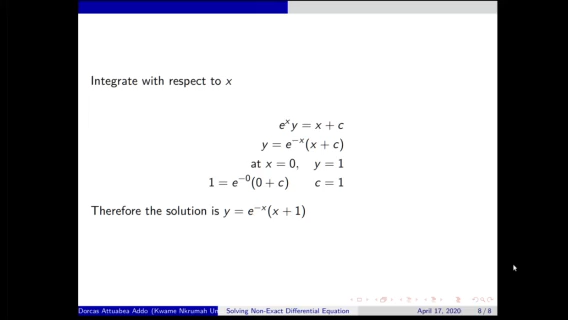 Integrate with respect to x
eˣy = x + c
y = e⁻ˣ(x + c)
at x = 0, y = 1
1 = e⁻⁰(0 + c) c = 1
Therefore the solution is y = e⁻ˣ(x + 1)
Dorcas Attuabea Addo (Kwame Nkrumah Un Solving Non-Exact Differential Equation April 17, 2020 8 / 8